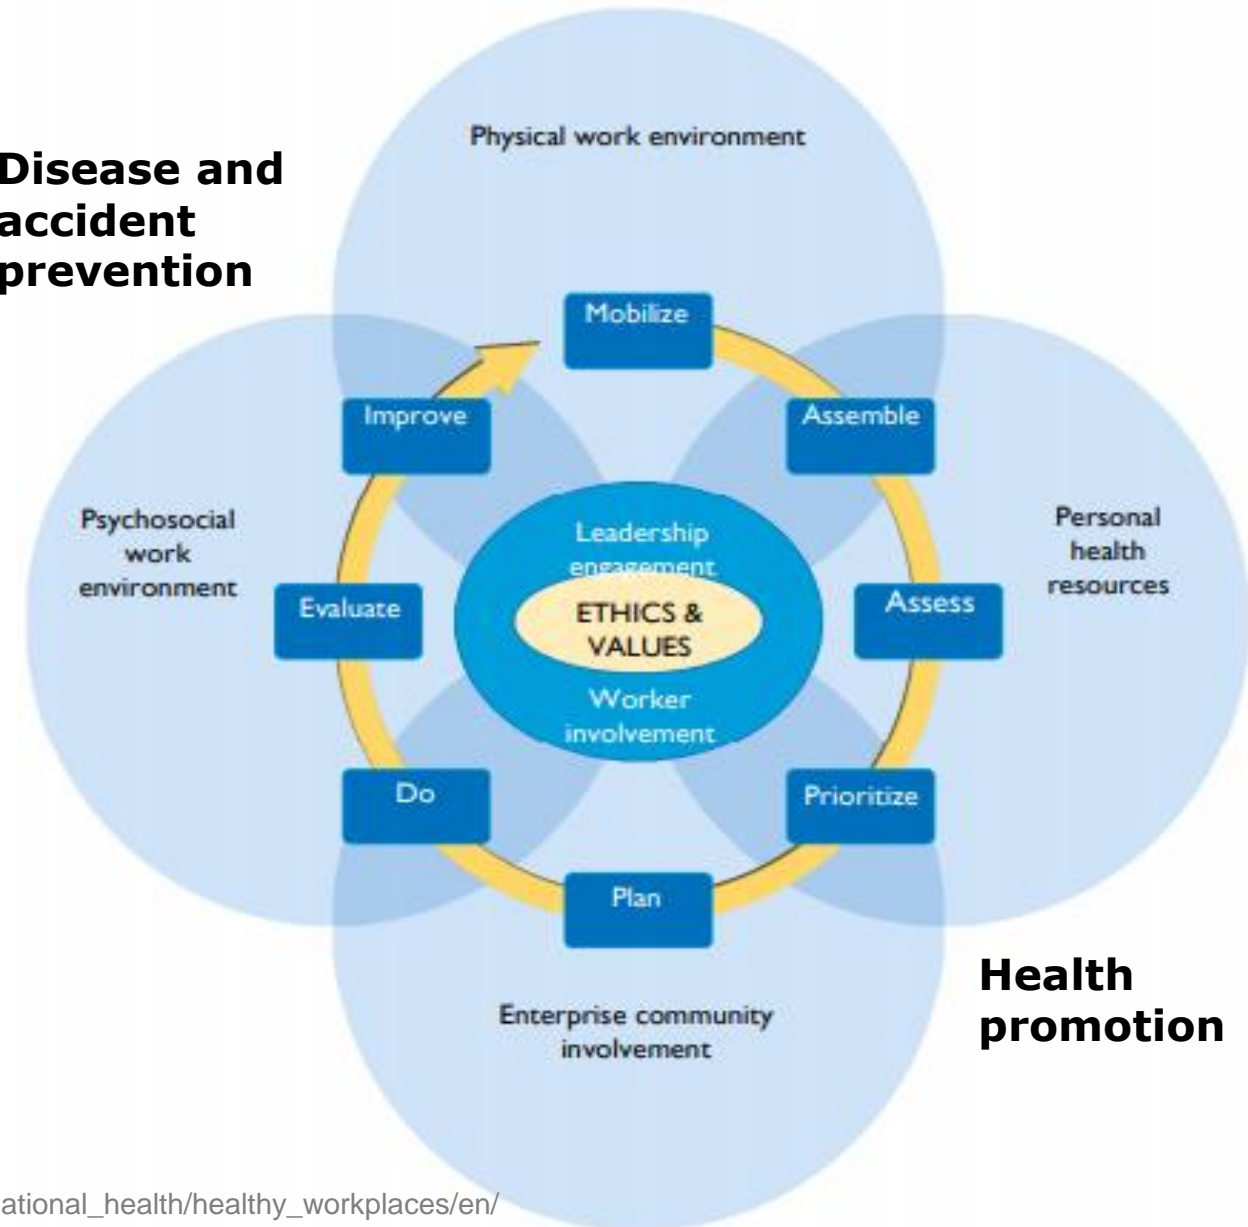 Physical work environment
Disease and
accident
prevention
Mobilize
Improve
Assemble
Psychosocial
work
environment
Leadership
engagement
Personal
health
resources
Evaluate
ETHICS &
VALUES
Assess
Worker
involvement
Do
Prioritize
Plan
Health
promotion
Enterprise community
involvement
ational_health/healthy_workplaces/en/